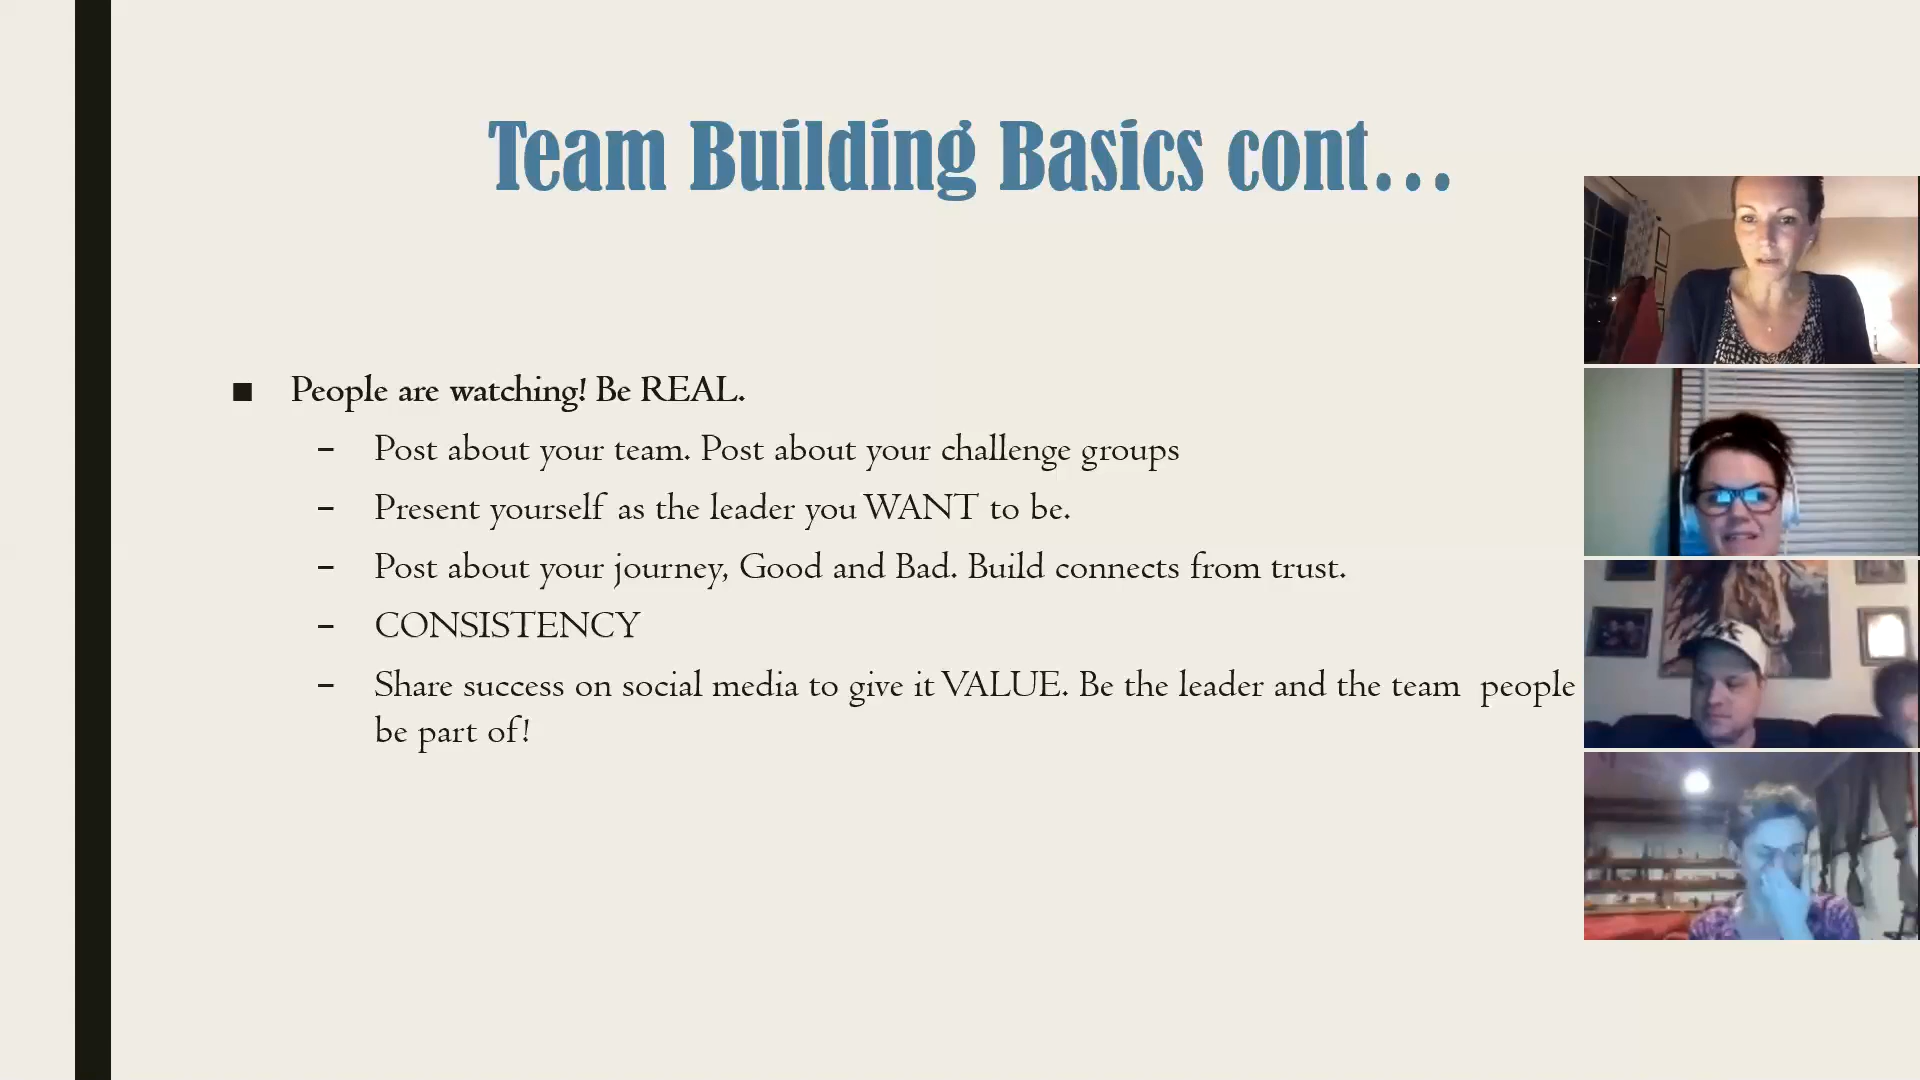 Team Building Basics cont…
■ People are watching! Be REAL.
– Post about your team. Post about your challenge groups
– Present yourself as the leader you WANT to be.
– Post about your journey, Good and Bad. Build connects from trust.
– CONSISTENCY
– Share success on social media to give it VALUE. Be the leader and the team people
be part of!